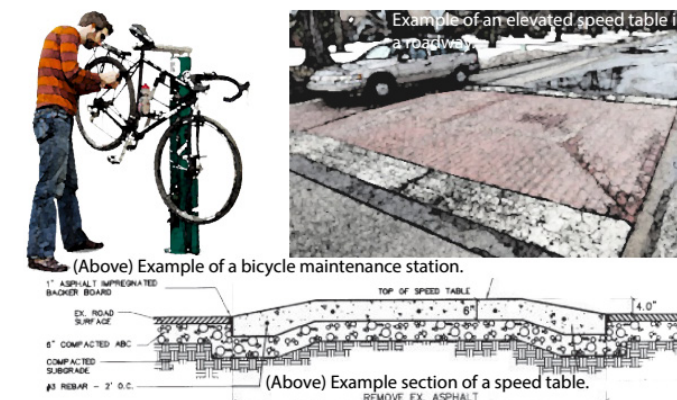 Example of an elevated speed table i
a roadway.
(Above) Example of a bicycle maintenance station.
1" ASPHALT IMPREGNATED
BACKER BOARD
TOP OF SPEED TABLE
EX. ROAD
SURFACE
6"
4.0"
6" COMPACTED ABC
COMPACTED
SUBGRADE
#3 REBAR - 2' O.C.
(Above) Example section of a speed table.
REMOVE EX. ASPHALT